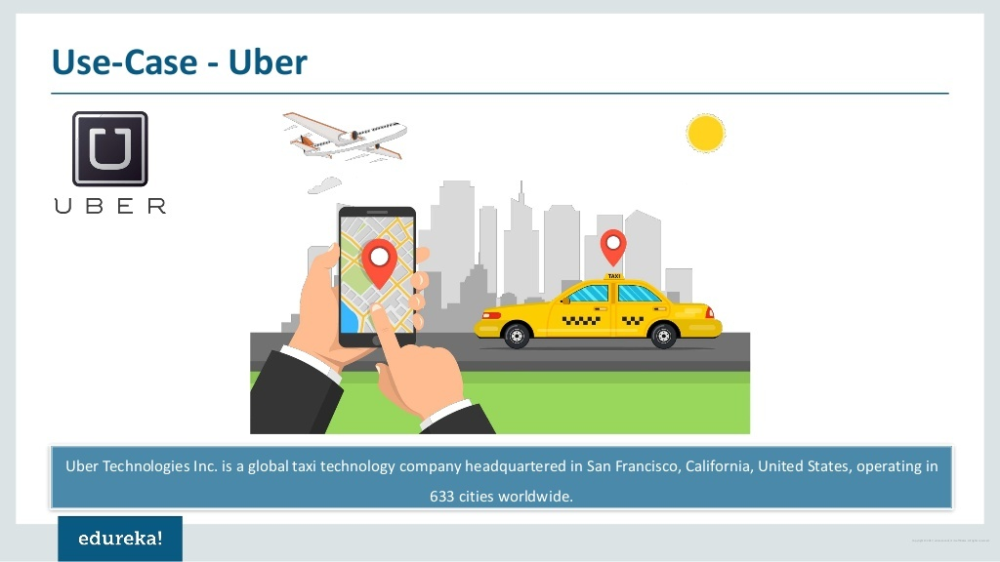 Use-Case - Uber
UBER
TAXI
Uber Technologies Inc. is a global taxi technology company headquartered in San Francisco, California, United States, operating in
633 cities worldwide.
edureka!